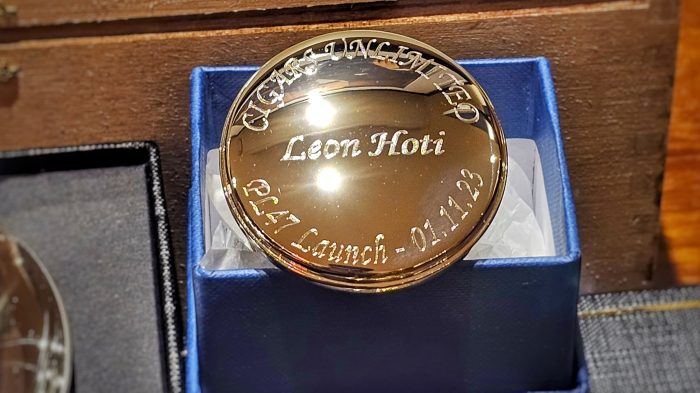 CIGARS UNLIMITED
Leon Hoti
PL47 Launch - 01.11.23